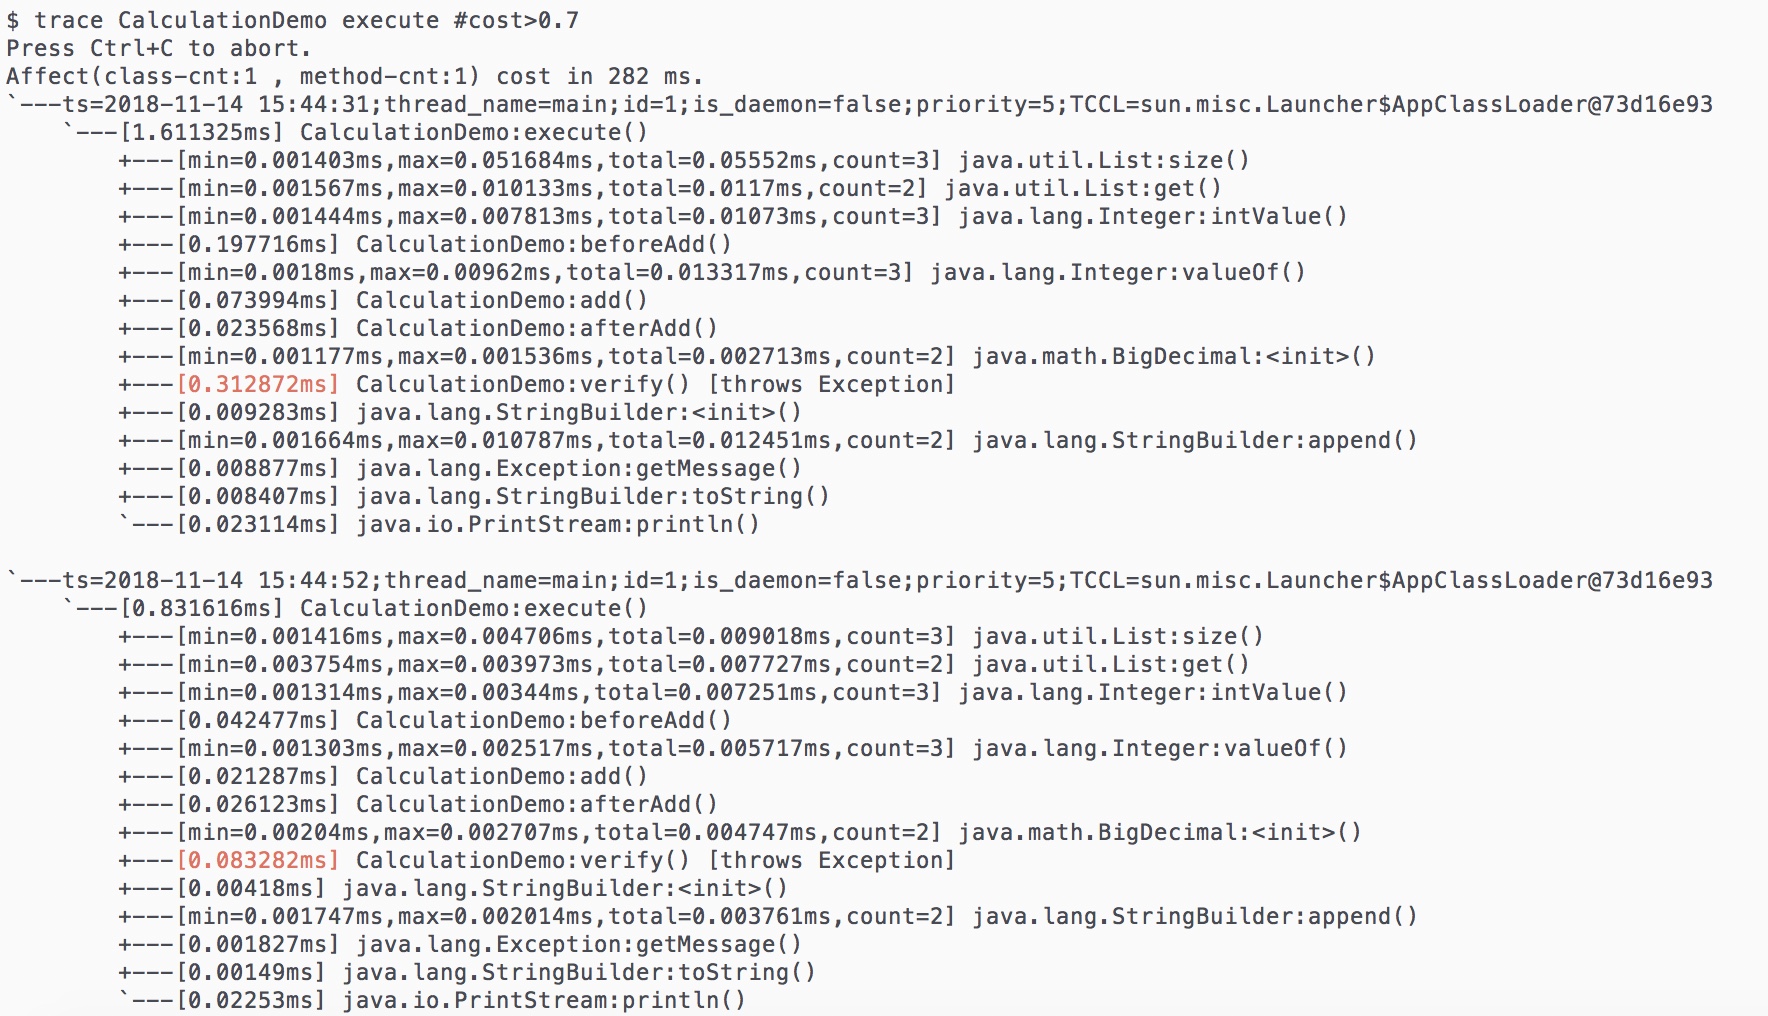 $ trace CalculationDemo execute #cost>0.7
Press Ctrl+C to abort.
Affect(class-cnt:1 , method-cnt:1) cost in 282 ms.
`---ts=2018-11-14 15:44:31;thread_name=main;id=1;is_daemon=false;priority=5;TCCL=sun.misc.Launcher$AppClassLoader@73d16e93
    `---[1.611325ms] CalculationDemo:execute()
        +---[min=0.001403ms,max=0.051684ms,total=0.05552ms,count=3] java.util.List:size()
        +---[min=0.001567ms,max=0.010133ms,total=0.0117ms,count=2] java.util.List:get()
        +---[min=0.001444ms,max=0.007813ms,total=0.01073ms,count=3] java.lang.Integer:intValue()
        +---[0.197716ms] CalculationDemo:beforeAdd()
        +---[min=0.0018ms,max=0.00962ms,total=0.013317ms,count=3] java.lang.Integer:valueOf()
        +---[0.073994ms] CalculationDemo:add()
        +---[0.023568ms] CalculationDemo:afterAdd()
        +---[min=0.001177ms,max=0.001536ms,total=0.002713ms,count=2] java.math.BigDecimal:<init>()
        +---[0.312872ms] CalculationDemo:verify() [throws Exception]
        +---[0.009283ms] java.lang.StringBuilder:<init>()
        +---[min=0.001664ms,max=0.010787ms,total=0.012451ms,count=2] java.lang.StringBuilder:append()
        +---[0.008877ms] java.lang.Exception:getMessage()
        +---[0.008407ms] java.lang.StringBuilder:toString()
        `---[0.023114ms] java.io.PrintStream:println()

`---ts=2018-11-14 15:44:52;thread_name=main;id=1;is_daemon=false;priority=5;TCCL=sun.misc.Launcher$AppClassLoader@73d16e93
    `---[0.831616ms] CalculationDemo:execute()
        +---[min=0.001416ms,max=0.004706ms,total=0.009018ms,count=3] java.util.List:size()
        +---[min=0.003754ms,max=0.003973ms,total=0.007727ms,count=2] java.util.List:get()
        +---[min=0.001314ms,max=0.00344ms,total=0.007251ms,count=3] java.lang.Integer:intValue()
        +---[0.042477ms] CalculationDemo:beforeAdd()
        +---[min=0.001303ms,max=0.002517ms,total=0.005717ms,count=3] java.lang.Integer:valueOf()
        +---[0.021287ms] CalculationDemo:add()
        +---[0.026123ms] CalculationDemo:afterAdd()
        +---[min=0.00204ms,max=0.002707ms,total=0.004747ms,count=2] java.math.BigDecimal:<init>()
        +---[0.083282ms] CalculationDemo:verify() [throws Exception]
        +---[0.00418ms] java.lang.StringBuilder:<init>()
        +---[min=0.001747ms,max=0.002014ms,total=0.003761ms,count=2] java.lang.StringBuilder:append()
        +---[0.001827ms] java.lang.Exception:getMessage()
        +---[0.00149ms] java.lang.StringBuilder:toString()
        `---[0.02253ms] java.io.PrintStream:println()